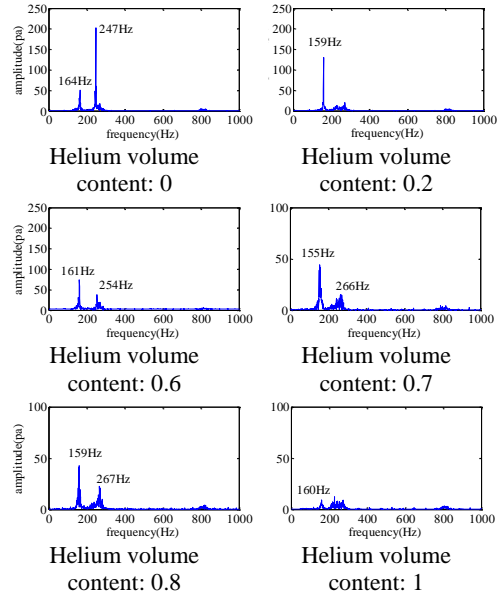 250
200
150
100
50
0
amplitude(pa)
247Hz
164Hz
0 200 400 600 800 1000
frequency(Hz)
Helium volume
content: 0
250
200
150
100
50
0
159Hz
0 200 400 600 800 1000
frequency(Hz)
Helium volume
content: 0.2
250
200
150
100
50
0
amplitude(pa)
161Hz
254Hz
0 200 400 600 800 1000
frequency(Hz)
Helium volume
content: 0.6
100
50
0
155Hz
266Hz
0 200 400 600 800 1000
frequency(Hz)
Helium volume
content: 0.7
100
50
0
amplitude(pa)
159Hz
267Hz
0 200 400 600 800 1000
frequency(Hz)
Helium volume
content: 0.8
100
50
0
160Hz
0 200 400 600 800 1000
frequency(Hz)
Helium volume
content: 1